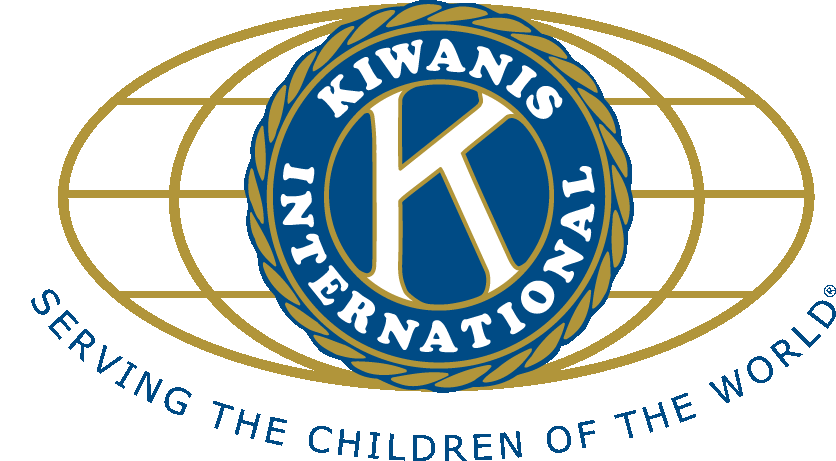 KIWANIS
K
INTERNATIONAL
SERVING THE CHILDREN OF THE WORLD®